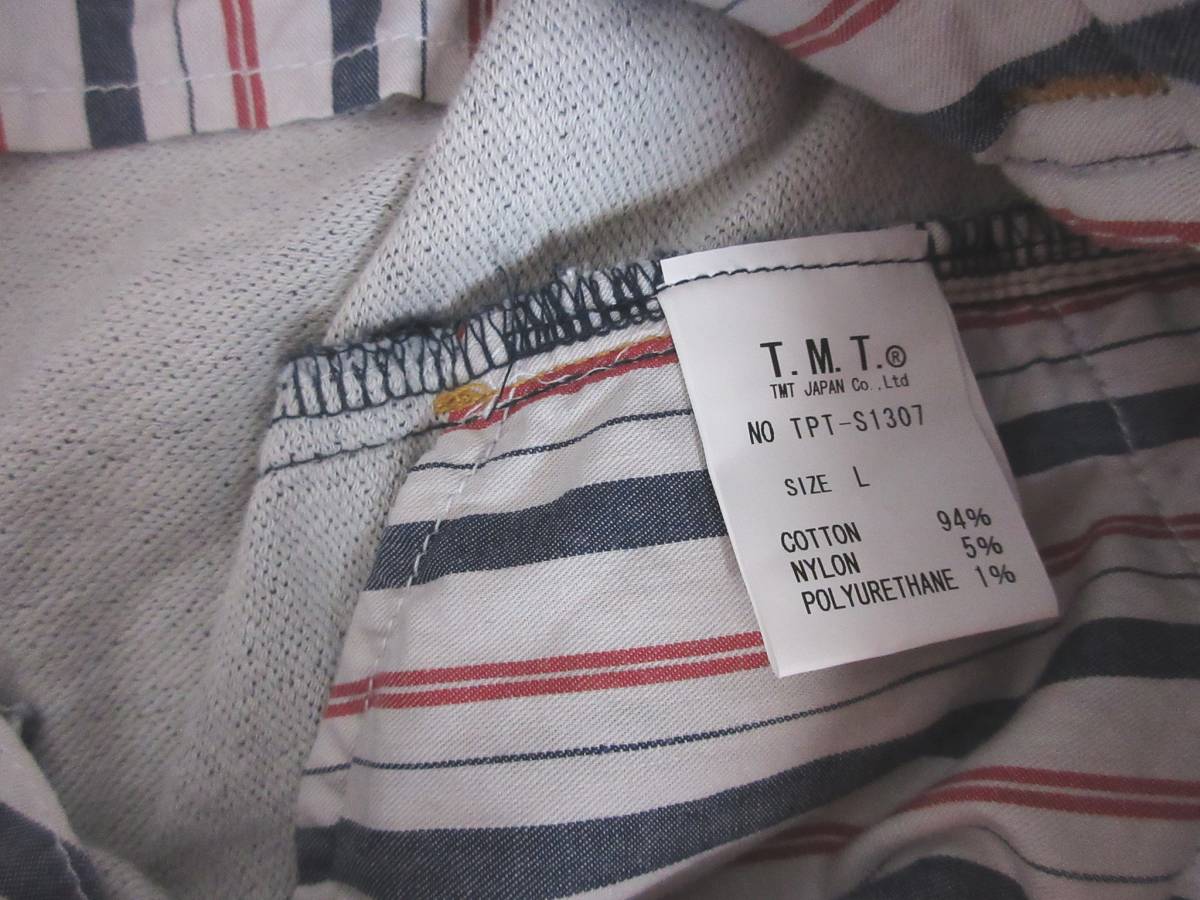 T.M.T.®
TMT JAPAN Co.,Ltd
NO TPT-S1307
SIZE L
COTTON 94%
NYLON 5%
POLYURETHANE 1%